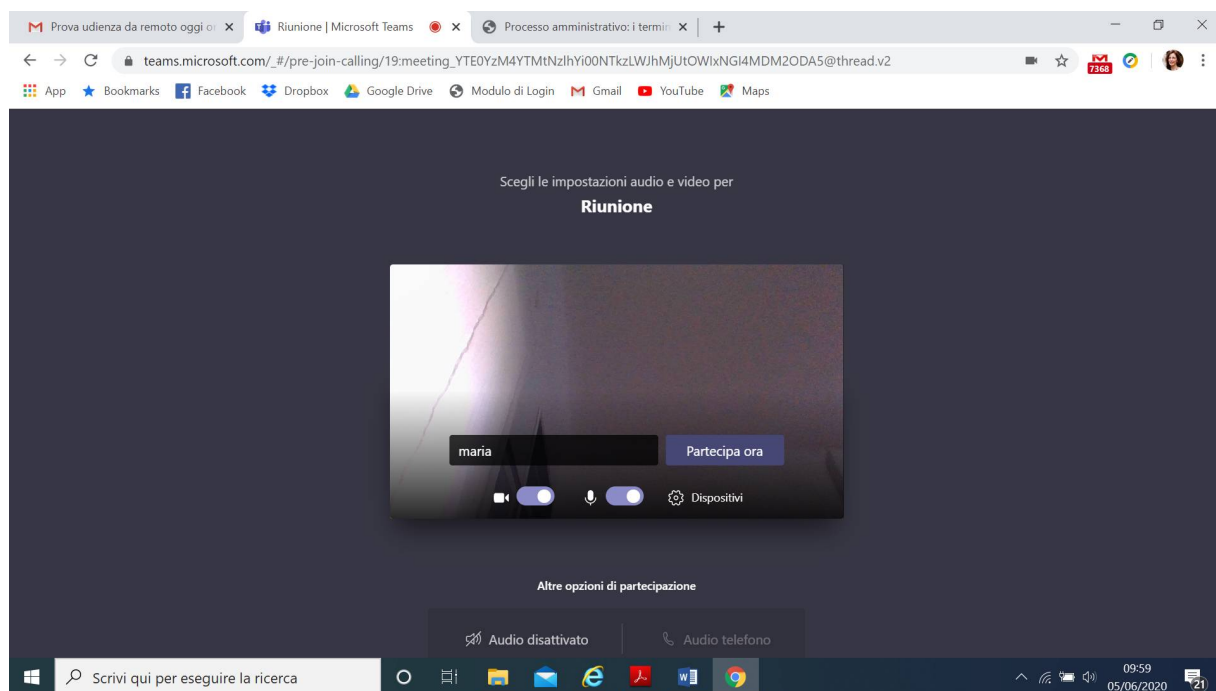 Prova udienza da remoto oggi o
Riunione | Microsoft Teams
Processo amministrativo: i termin
teams.microsoft.com/_#/pre-join-calling/19:meeting_YTE0YzM4YTMtNzlhYi00NTkzLWJhMjUtOWIxNGI4MDM2ODA5@thread.v2
7368
App Bookmarks Facebook Dropbox Google Drive Modulo di Login Gmail YouTube Maps
Scegli le impostazioni audio e video per
Riunione
maria
Partecipa ora
Dispositivi
Altre opzioni di partecipazione
Audio disattivato
Audio telefono
Scrivi qui per eseguire la ricerca
09:59
05/06/2020
21